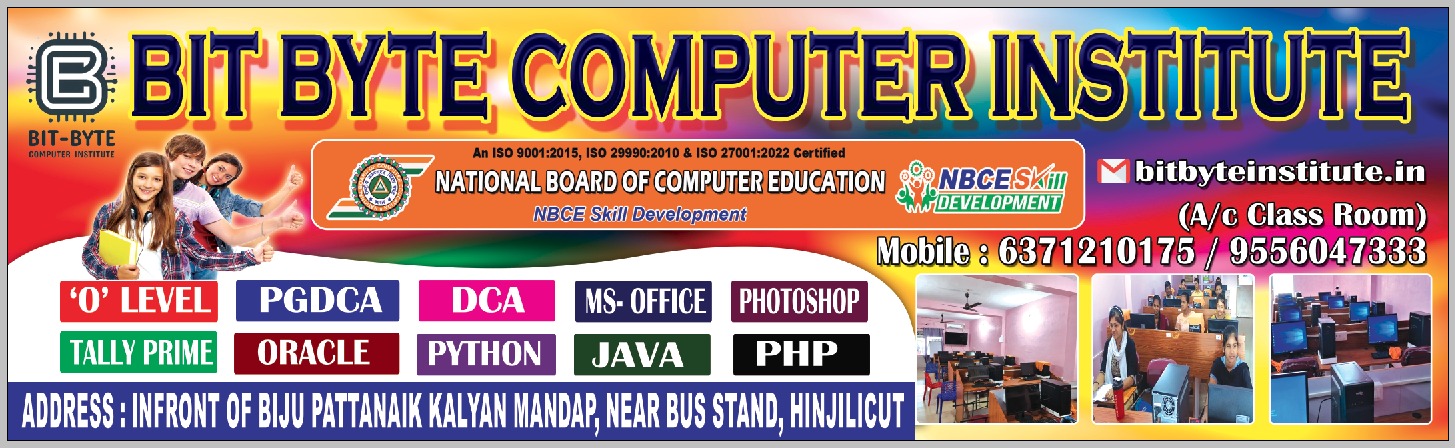 BIT BYTE COMPUTER INSTITUTE
B
BIT-BYTE
COMPUTER INSTITUTE
An ISO 9001:2015, ISO 29990:2010 & ISO 27001:2022 Certified
NATIONAL BOARD OF COMPUTER EDUCATION
NBCE Skill Development
NBCE Skill
DEVELOPMENT
bitbyteinstitute.in
(A/c Class Room)
Mobile : 6371210175 / 9556047333
'O' LEVEL
PGDCA
DCA
MS- OFFICE
PHOTOSHOP
TALLY PRIME
ORACLE
PYTHON
JAVA
PHP
ADDRESS : INFRONT OF BIJU PATTANAIK KALYAN MANDAP, NEAR BUS STAND, HINJILICUT